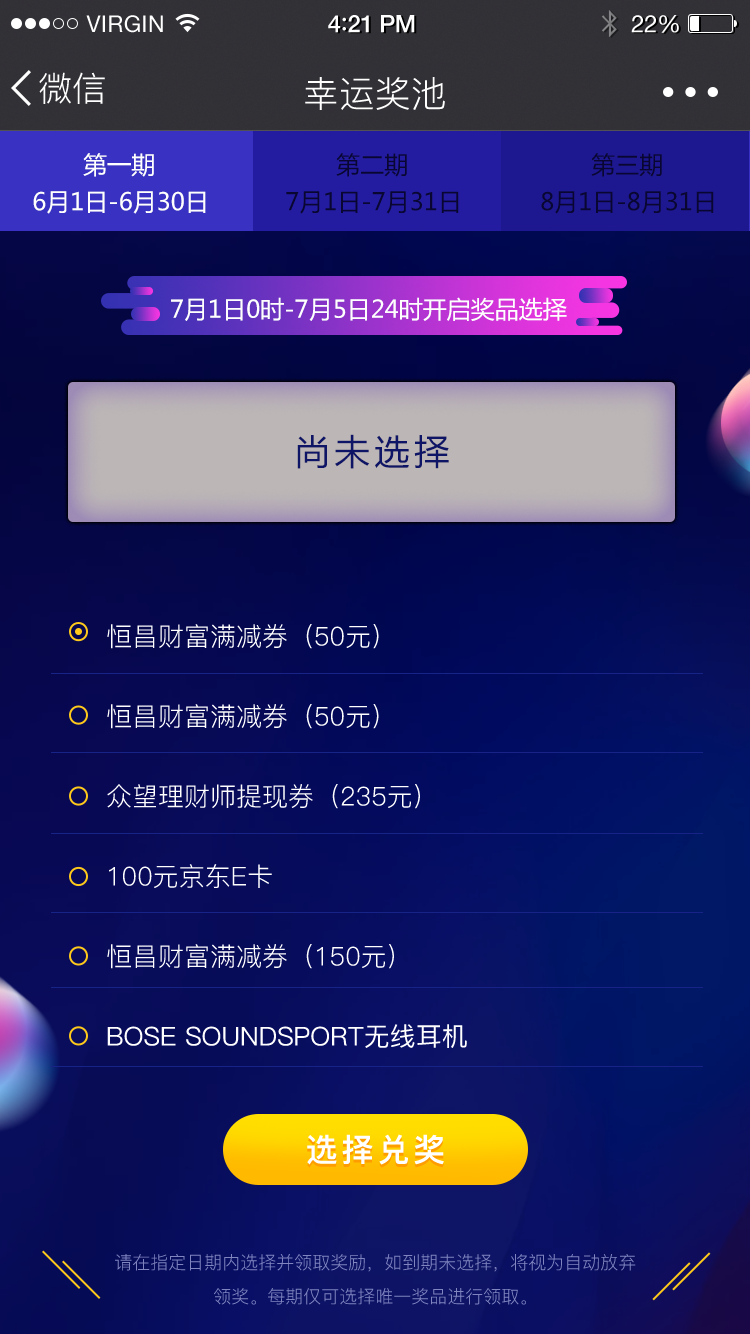 VIRGIN 4:21 PM 22%
微信 幸运奖池
第一期 第二期 第三期
6月1日-6月30日 7月1日-7月31日 8月1日-8月31日
7月1日0时-7月5日24时开启奖品选择
尚未选择
恒昌财富满减券（50元）
恒昌财富满减券（50元）
众望理财师提现券（235元）
100元京东E卡
恒昌财富满减券（150元）
BOSE SOUNDSPORT无线耳机
选择兑奖
请在指定日期内选择并领取奖励，如到期未选择，将视为自动放弃
领奖。每期仅可选择唯一奖品进行领取。